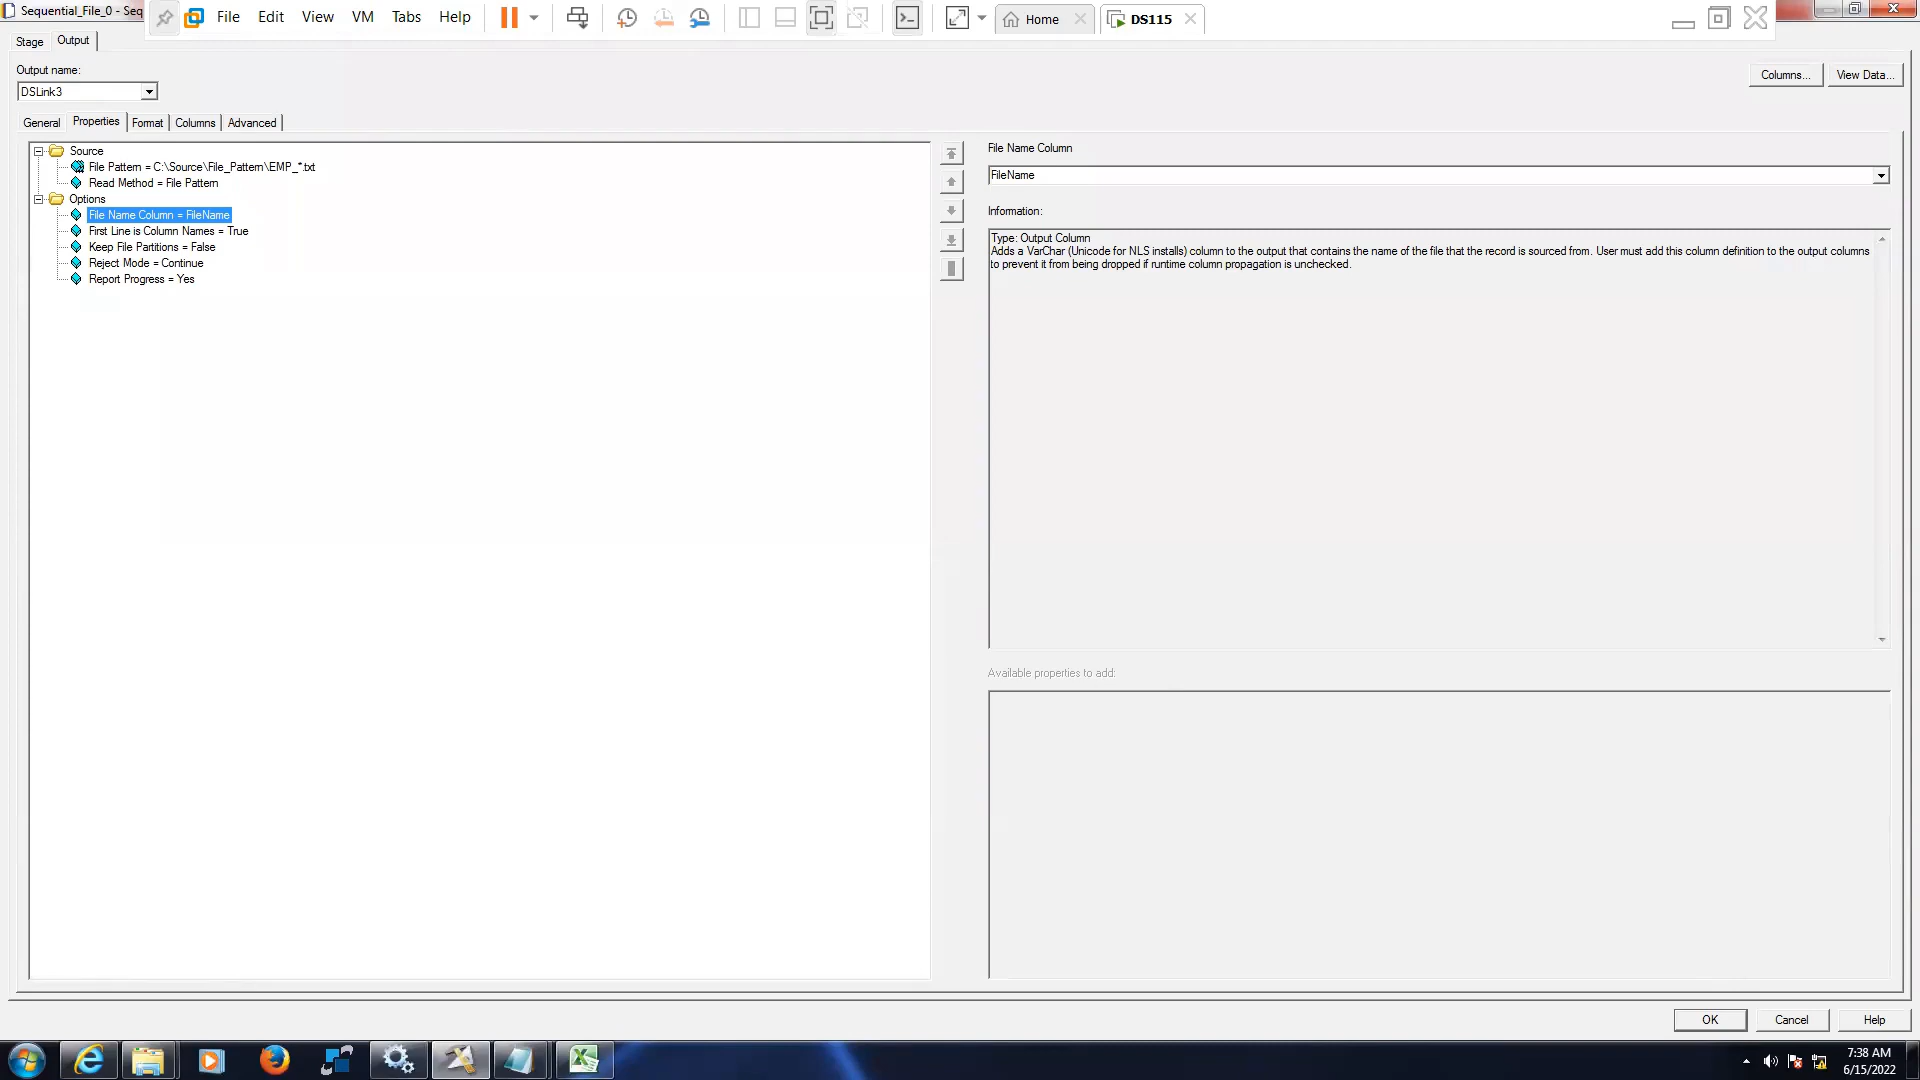 Sequential_File_0 - Seq
File Edit View VM Tabs Help
Home
DS115
Stage Output
Output name:
DSLink3
Columns... View Data...
General Properties Format Columns Advanced
Source
File Pattern = C:\Source\File_Pattern\EMP_*.txt
Read Method = File Pattern
Options
File Name Column = FileName
First Line is Column Names = True
Keep File Partitions = False
Reject Mode = Continue
Report Progress = Yes
File Name Column
FileName
Information:
Type: Output Column
Adds a VarChar (Unicode for NLS installs) column to the output that contains the name of the file that the record is sourced from. User must add this column definition to the output columns
to prevent it from being dropped if runtime column propagation is unchecked.
Available properties to add:
OK Cancel Help
7:38 AM
6/15/2022